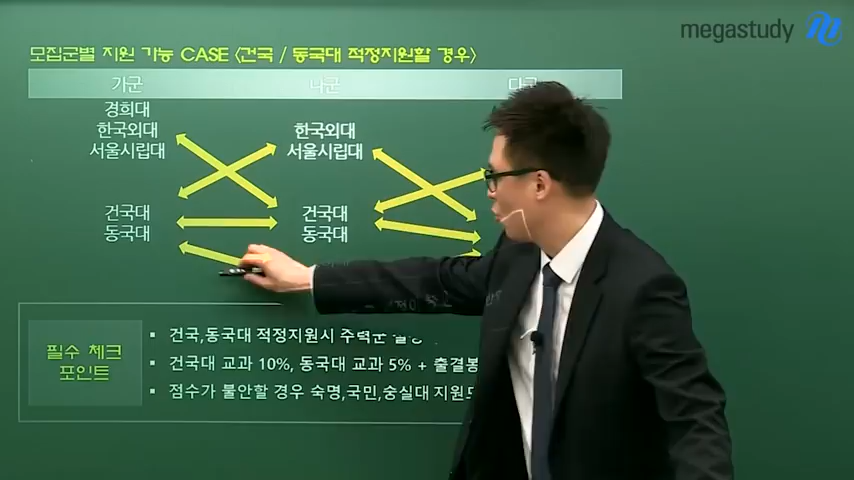 megastudy
모집군별 지원 가능 CASE <건국 / 동국대 적정지원할 경우>
가군 나군 다군
경희대
한국외대 한국외대
서울시립대 서울시립대
건국대 건국대
동국대 동국대
필수 체크
포인트
▪ 건국,동국대 적정지원시 주력군
▪ 건국대 교과 10%, 동국대 교과 5% + 출결봉
▪ 점수가 불안할 경우 숙명,국민,숭실대 지원